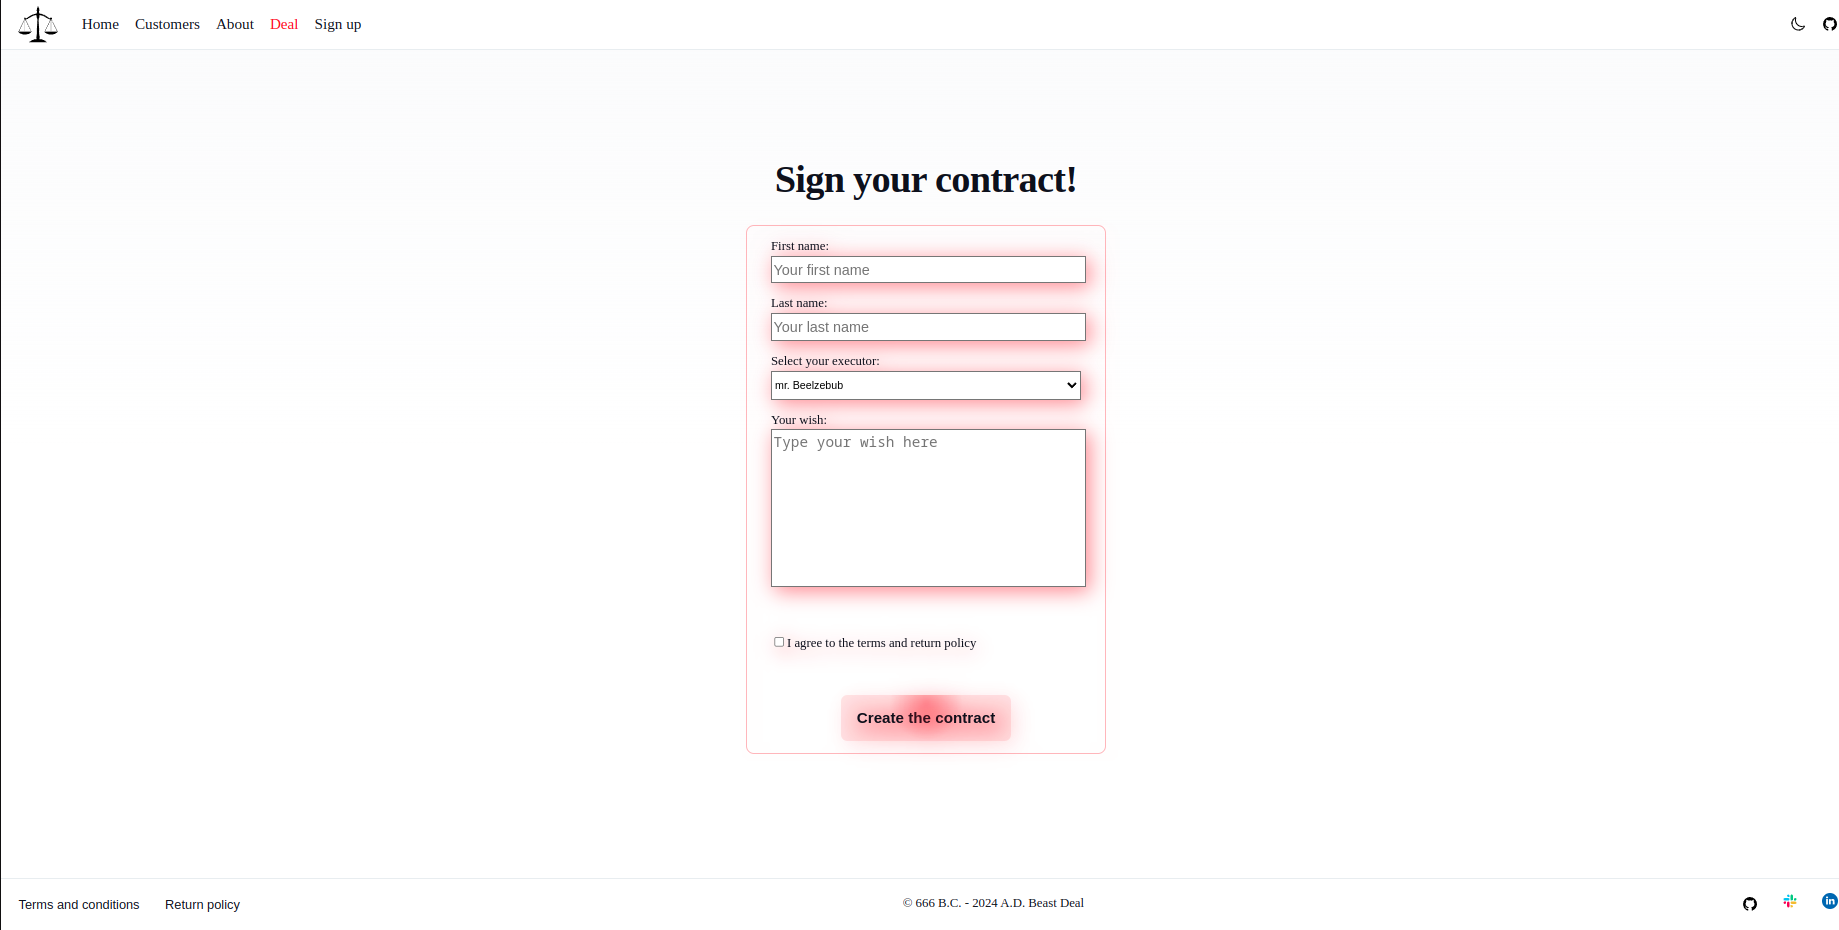 Home Customers About Deal Sign up
Sign your contract!
First name:
Your first name
Last name:
Your last name
Select your executor:
mr. Beelzebub
Your wish:
Type your wish here
I agree to the terms and return policy
Create the contract
Terms and conditions Return policy © 666 B.C. - 2024 A.D. Beast Deal in